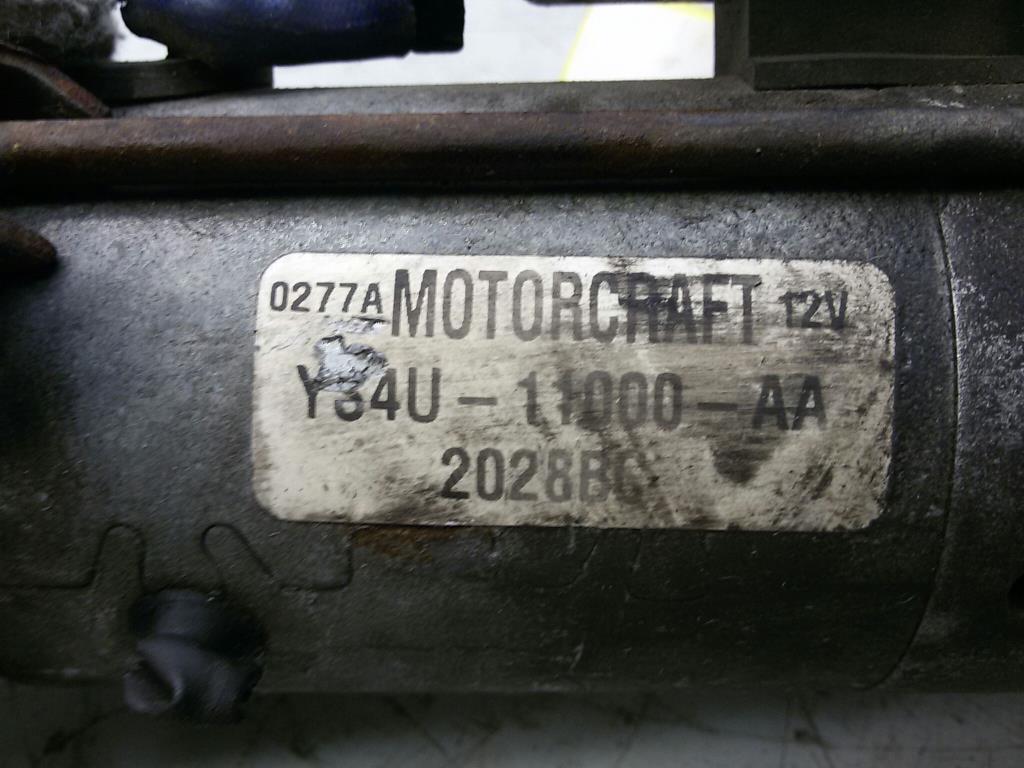 0277A MOTORCRAFT 12V
YS4U-11000-AA
2028BC